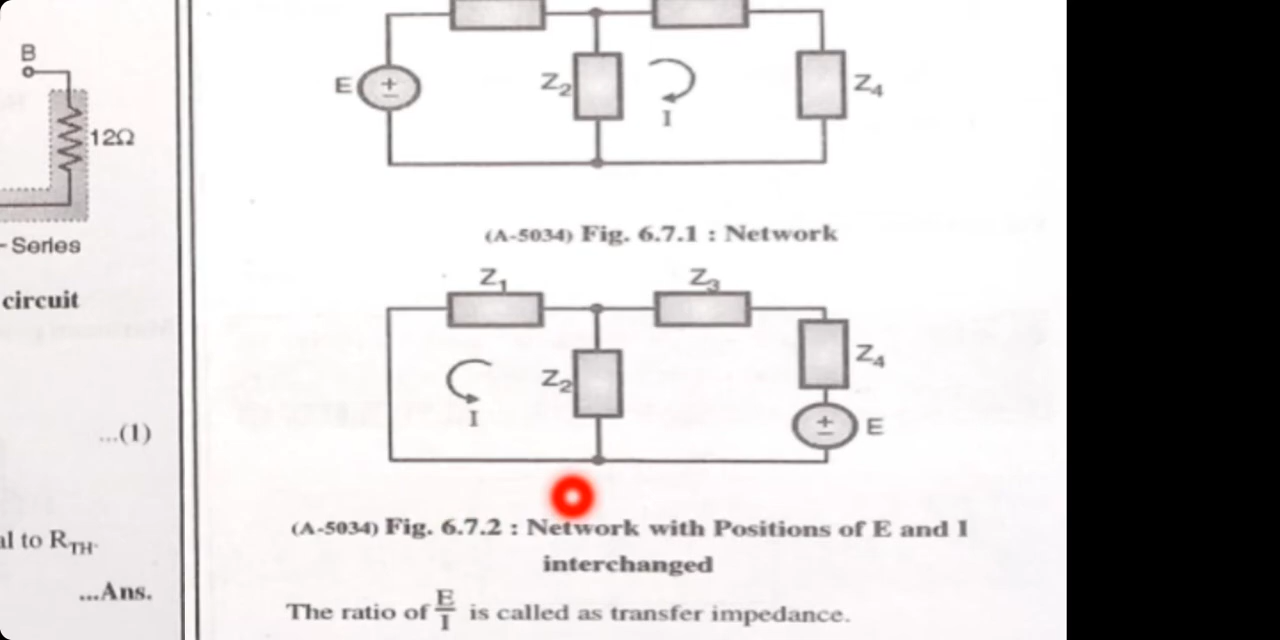 B
12Ω
- Series
circuit
...(1)
al to R_TH.
...Ans.
E
+
−
Z2
I
Z4
(A-5034) Fig. 6.7.1 : Network
Z1
Z3
I
Z2
Z4
+
−
E
(A-5034) Fig. 6.7.2 : Network with Positions of E and I
interchanged
The ratio of E/I is called as transfer impedance.